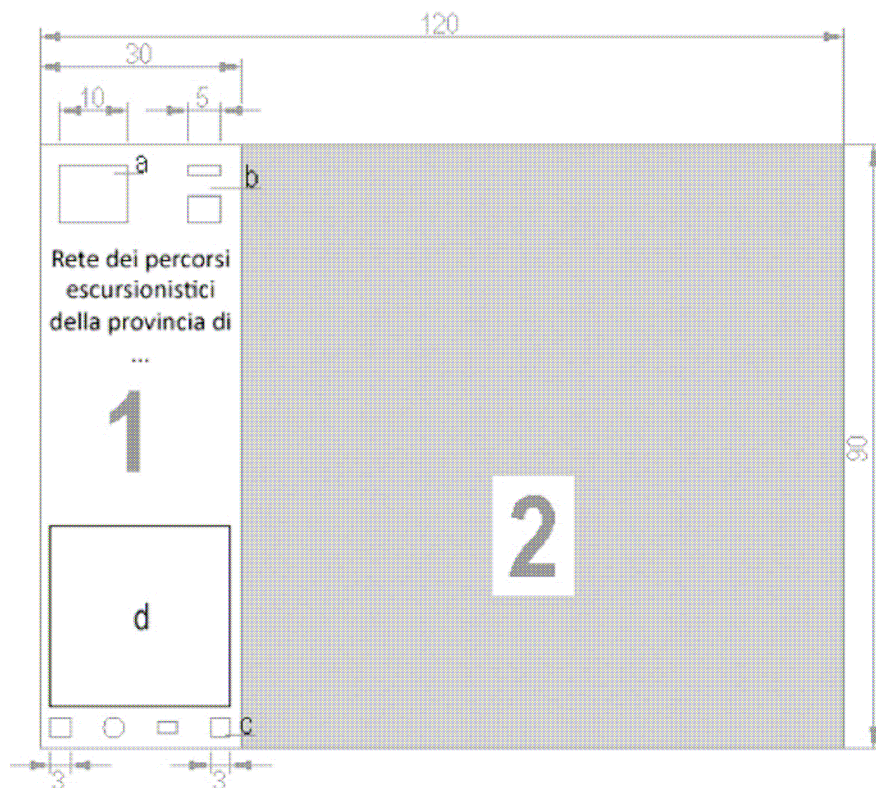 120
30
10 5
a
b
Rete dei percorsi
escursionistici
della provincia di
...
1
90
2
d
c
3 3